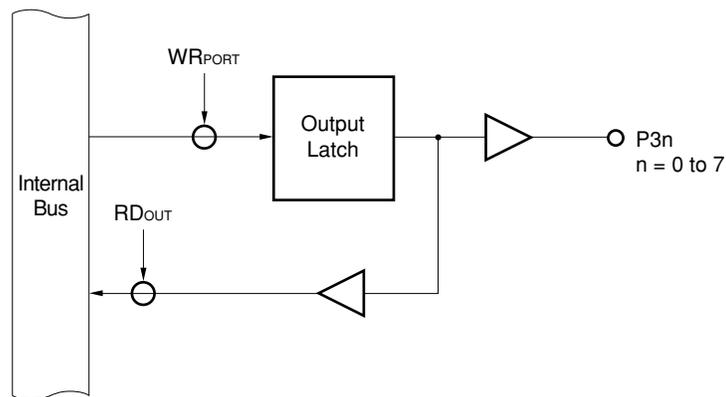 WRPORT
Output
Latch
P3n
n = 0 to 7
Internal
Bus
RDOUT